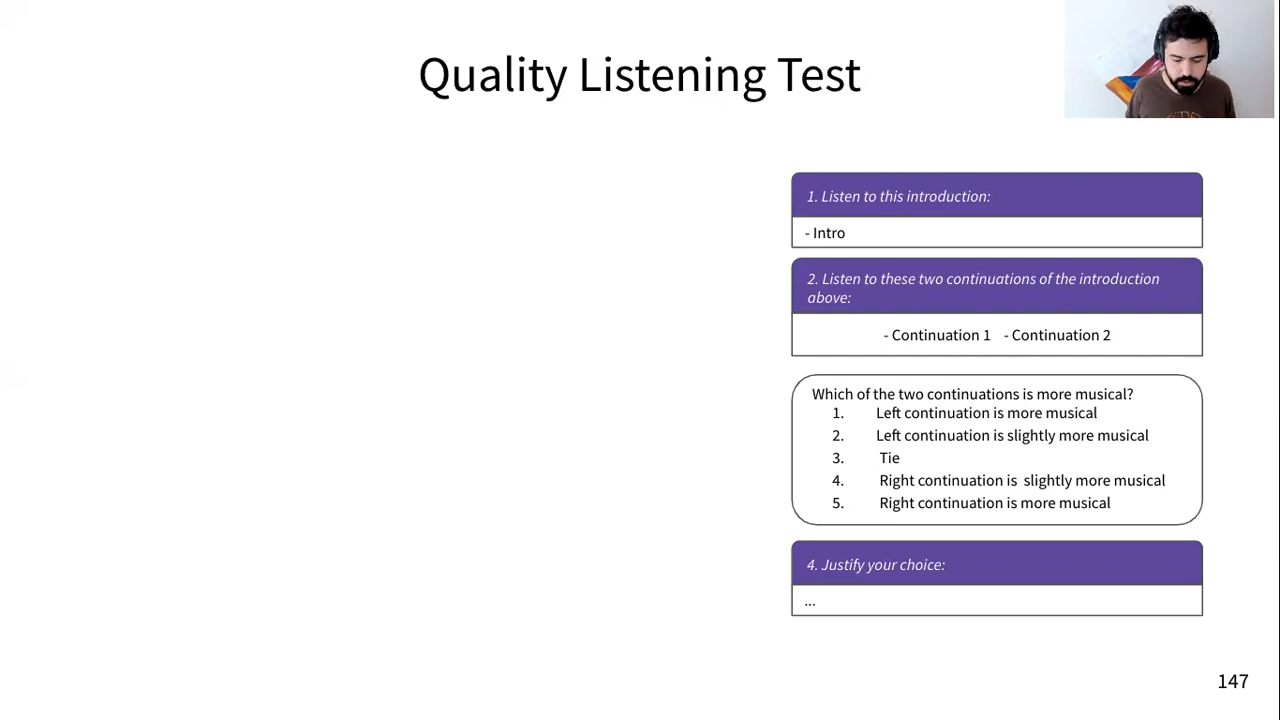 Quality Listening Test
1. Listen to this introduction:
- Intro
2. Listen to these two continuations of the introduction
above:
- Continuation 1 - Continuation 2
Which of the two continuations is more musical?
1. Left continuation is more musical
2. Left continuation is slightly more musical
3. Tie
4. Right continuation is slightly more musical
5. Right continuation is more musical
4. Justify your choice:
...
147